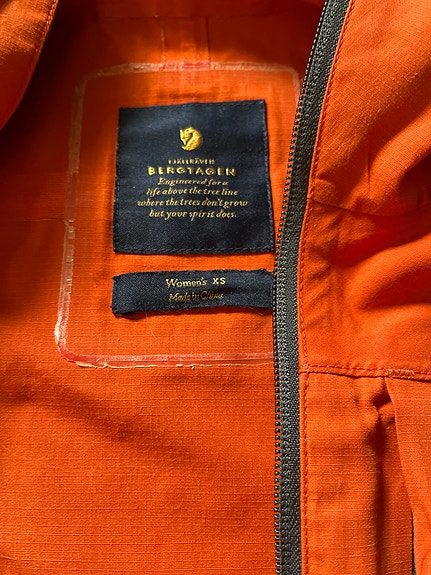 FJÄLLRÄVEN
BERGTAGEN
Engineered for a
life above the tree line
where the trees don't grow
but your spirit does.
Women's XS
Made in China